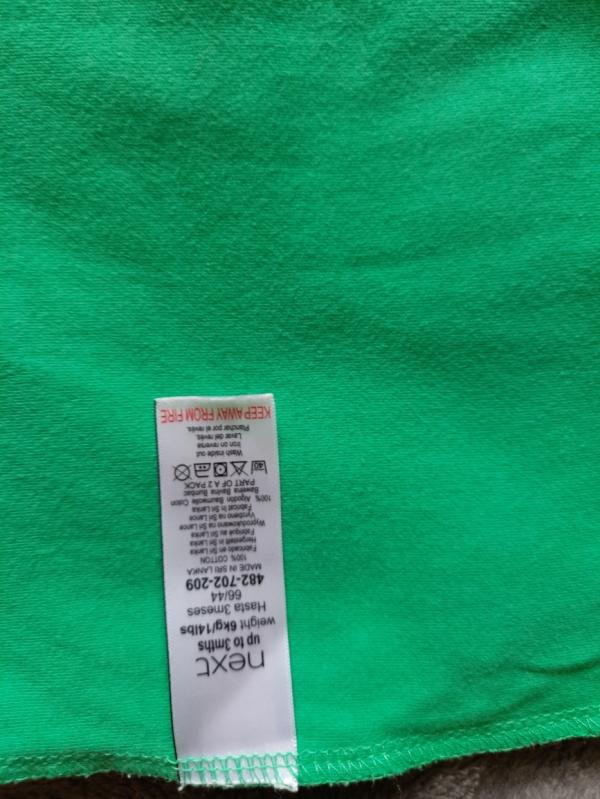 next
up to 3mths
weight 6kg/14lbs
Hasta 3meses
66/44
482-702-209
MADE IN SRI LANKA
100% COTTON
Fabricado en Sri Lanka
Hergestellt in Sri Lanka
Fabriqué au Sri Lanka
Wyprodukowano na Sri Lance
Vyrobeno na Sri Lance
Fabricat în Sri Lanka
100% Algodón Baumwolle Coton
Bawełna Bavlna Bumbac
PART OF A 2 PACK
40
Wash inside out
Iron on reverse
Lavar del revés.
Planchar por el revés.
KEEP AWAY FROM FIRE